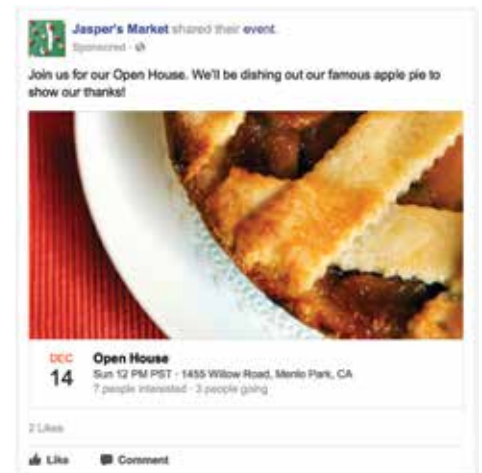 Jasper's Market shared their event.
Sponsored ·
Join us for our Open House. We'll be dishing out our famous apple pie to
show our thanks!
DEC
14
Open House
Sun 12 PM PST · 1455 Willow Road, Menlo Park, CA
7 people interested · 3 people going
2 Likes
Like Comment